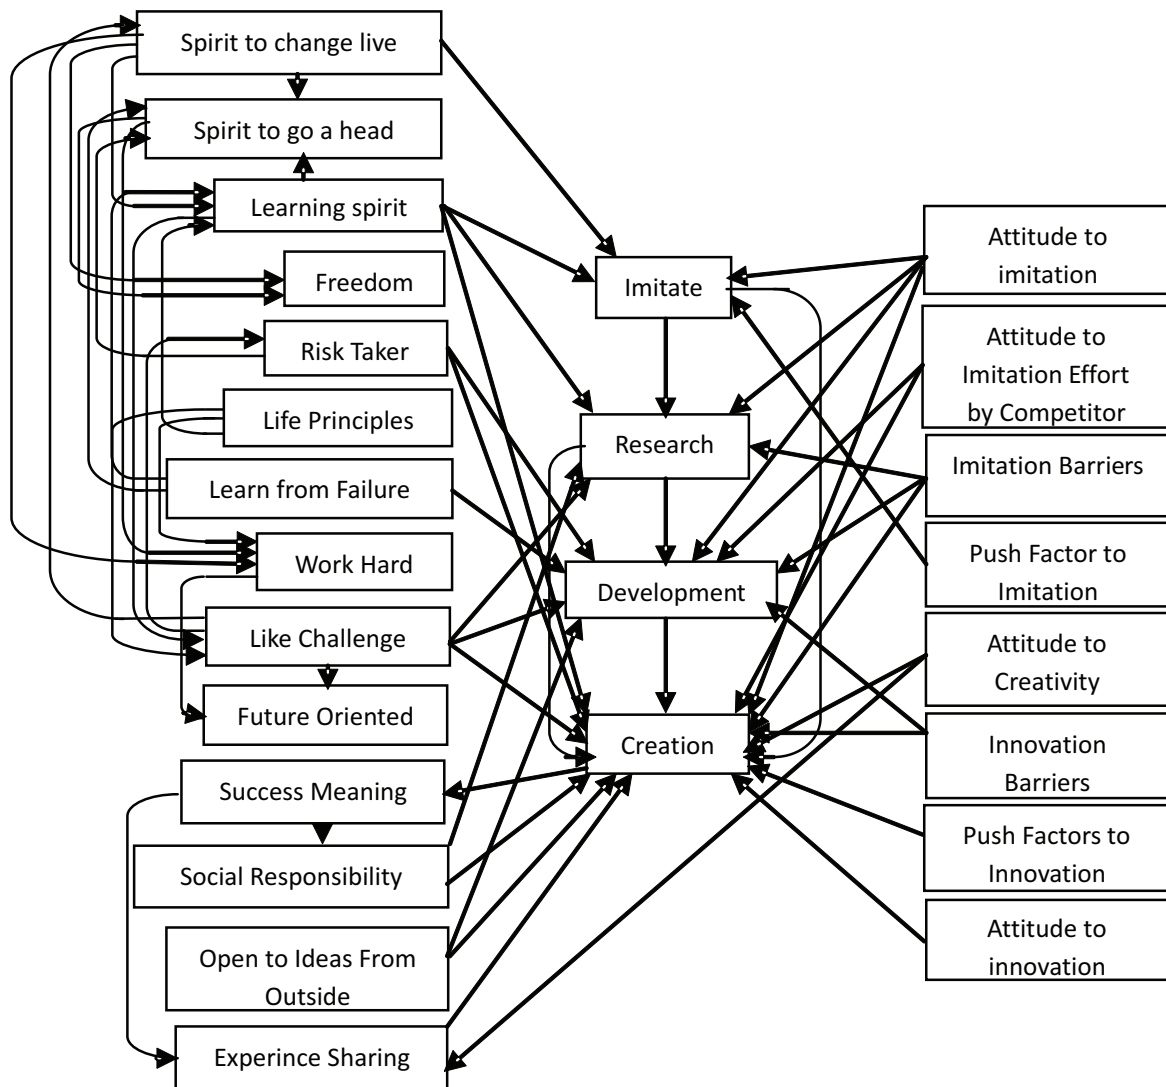 Spirit to change live
Spirit to go a head
Learning spirit
Freedom
Risk Taker
Life Principles
Learn from Failure
Work Hard
Like Challenge
Future Oriented
Success Meaning
Social Responsibility
Open to Ideas From
Outside
Experince Sharing
Imitate
Research
Development
Creation
Attitude to
imitation
Attitude to
Imitation Effort
by Competitor
Imitation Barriers
Push Factor to
Imitation
Attitude to
Creativity
Innovation
Barriers
Push Factors to
Innovation
Attitude to
innovation